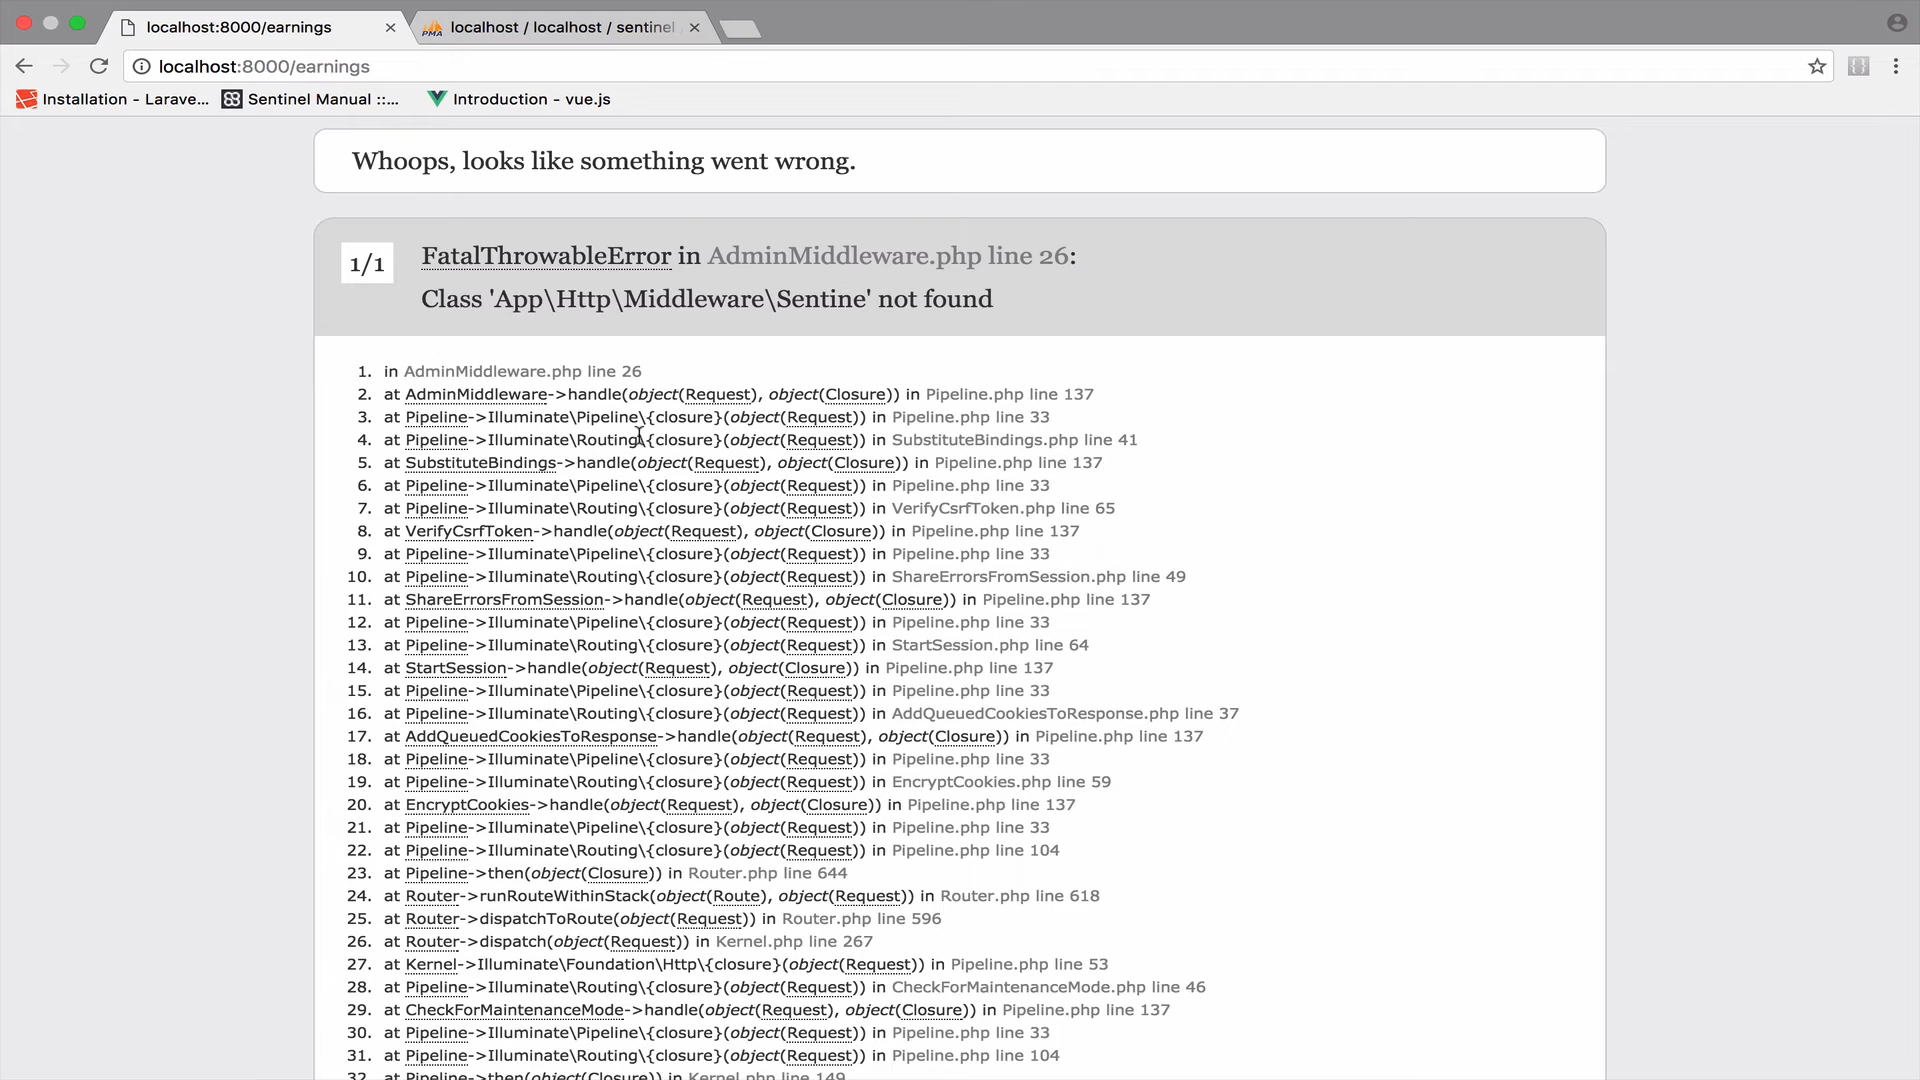 localhost:8000/earnings
PMA localhost / localhost / sentinel
localhost:8000/earnings
Installation - Larave... Sentinel Manual ::... Introduction - vue.js
Whoops, looks like something went wrong.
1/1
FatalThrowableError in AdminMiddleware.php line 26:
Class 'App\Http\Middleware\Sentine' not found
1. in AdminMiddleware.php line 26
2. at AdminMiddleware->handle(object(Request), object(Closure)) in Pipeline.php line 137
3. at Pipeline->Illuminate\Pipeline\{closure}(object(Request)) in Pipeline.php line 33
4. at Pipeline->Illuminate\Routing\{closure}(object(Request)) in SubstituteBindings.php line 41
5. at SubstituteBindings->handle(object(Request), object(Closure)) in Pipeline.php line 137
6. at Pipeline->Illuminate\Pipeline\{closure}(object(Request)) in Pipeline.php line 33
7. at Pipeline->Illuminate\Routing\{closure}(object(Request)) in VerifyCsrfToken.php line 65
8. at VerifyCsrfToken->handle(object(Request), object(Closure)) in Pipeline.php line 137
9. at Pipeline->Illuminate\Pipeline\{closure}(object(Request)) in Pipeline.php line 33
10. at Pipeline->Illuminate\Routing\{closure}(object(Request)) in ShareErrorsFromSession.php line 49
11. at ShareErrorsFromSession->handle(object(Request), object(Closure)) in Pipeline.php line 137
12. at Pipeline->Illuminate\Pipeline\{closure}(object(Request)) in Pipeline.php line 33
13. at Pipeline->Illuminate\Routing\{closure}(object(Request)) in StartSession.php line 64
14. at StartSession->handle(object(Request), object(Closure)) in Pipeline.php line 137
15. at Pipeline->Illuminate\Pipeline\{closure}(object(Request)) in Pipeline.php line 33
16. at Pipeline->Illuminate\Routing\{closure}(object(Request)) in AddQueuedCookiesToResponse.php line 37
17. at AddQueuedCookiesToResponse->handle(object(Request), object(Closure)) in Pipeline.php line 137
18. at Pipeline->Illuminate\Pipeline\{closure}(object(Request)) in Pipeline.php line 33
19. at Pipeline->Illuminate\Routing\{closure}(object(Request)) in EncryptCookies.php line 59
20. at EncryptCookies->handle(object(Request), object(Closure)) in Pipeline.php line 137
21. at Pipeline->Illuminate\Pipeline\{closure}(object(Request)) in Pipeline.php line 33
22. at Pipeline->Illuminate\Routing\{closure}(object(Request)) in Pipeline.php line 104
23. at Pipeline->then(object(Closure)) in Router.php line 644
24. at Router->runRouteWithinStack(object(Route), object(Request)) in Router.php line 618
25. at Router->dispatchToRoute(object(Request)) in Router.php line 596
26. at Router->dispatch(object(Request)) in Kernel.php line 267
27. at Kernel->Illuminate\Foundation\Http\{closure}(object(Request)) in Pipeline.php line 53
28. at Pipeline->Illuminate\Routing\{closure}(object(Request)) in CheckForMaintenanceMode.php line 46
29. at CheckForMaintenanceMode->handle(object(Request), object(Closure)) in Pipeline.php line 137
30. at Pipeline->Illuminate\Pipeline\{closure}(object(Request)) in Pipeline.php line 33
31. at Pipeline->Illuminate\Routing\{closure}(object(Request)) in Pipeline.php line 104
32. at Pipeline->then(object(Closure)) in Kernel.php line 149